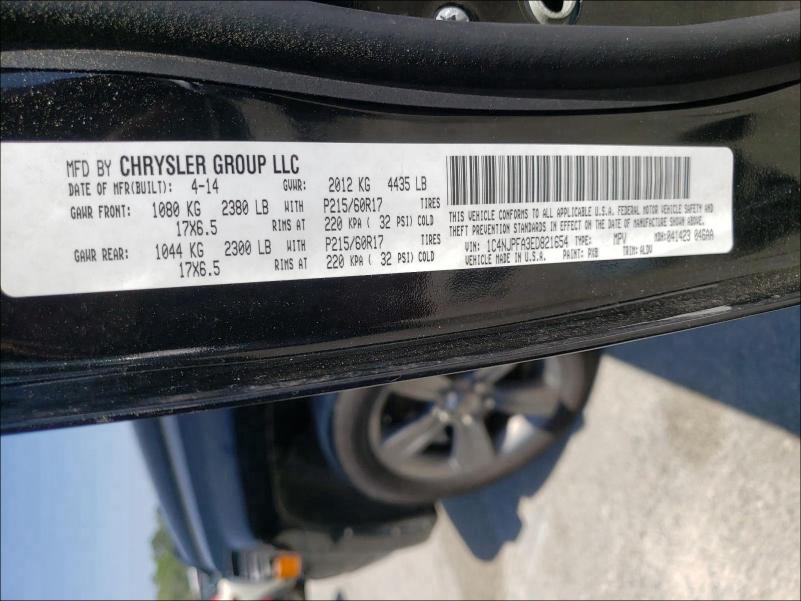 MFD BY CHRYSLER GROUP LLC
DATE OF MFR(BUILT): 4-14 GVWR: 2012 KG 4435 LB
GAWR FRONT: 1080 KG 2380 LB WITH P215/60R17 TIRES
17X6.5 RIMS AT 220 KPA ( 32 PSI) COLD
GAWR REAR: 1044 KG 2300 LB WITH P215/60R17 TIRES
17X6.5 RIMS AT 220 KPA ( 32 PSI) COLD
THIS VEHICLE CONFORMS TO ALL APPLICABLE U.S.A. FEDERAL MOTOR VEHICLE SAFETY AND
THEFT PREVENTION STANDARDS IN EFFECT ON THE DATE OF MANUFACTURE SHOWN ABOVE.
VIN: 1C4NJPFA3ED821654 TYPE: MPV MDH: 041423 046AA
VEHICLE MADE IN U.S.A. PAINT: PXB TRIM: ALDV